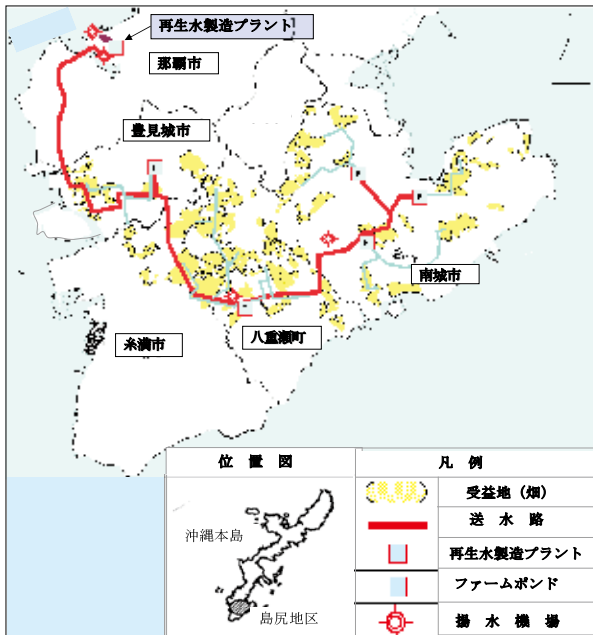 再生水製造プラント
那覇市
豊見城市
南城市
八重瀬町
糸満市
位置図
沖縄本島
島尻地区
凡例
受益地（畑）
送水路
再生水製造プラント
ファームポンド
揚水機場